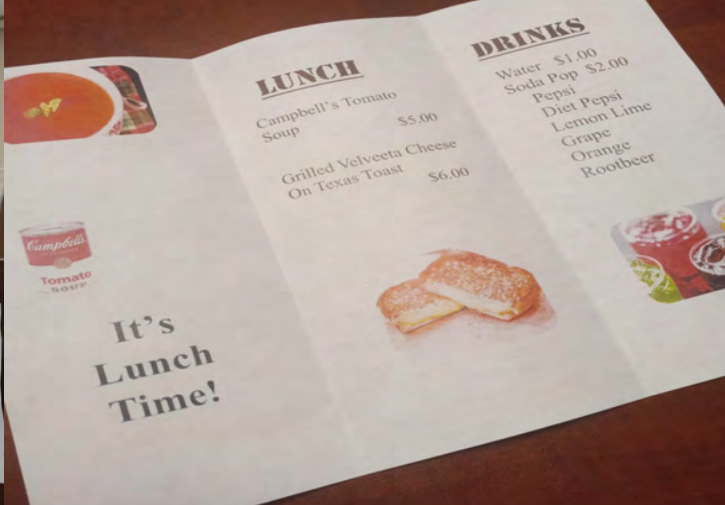 Campbell's
Tomato
SOUP
It's
Lunch
Time!
LUNCH
Campbell's Tomato
Soup $5.00
Grilled Velveeta Cheese
On Texas Toast $6.00
DRINKS
Water $1.00
Soda Pop $2.00
Pepsi
Diet Pepsi
Lemon Lime
Grape
Orange
Rootbeer